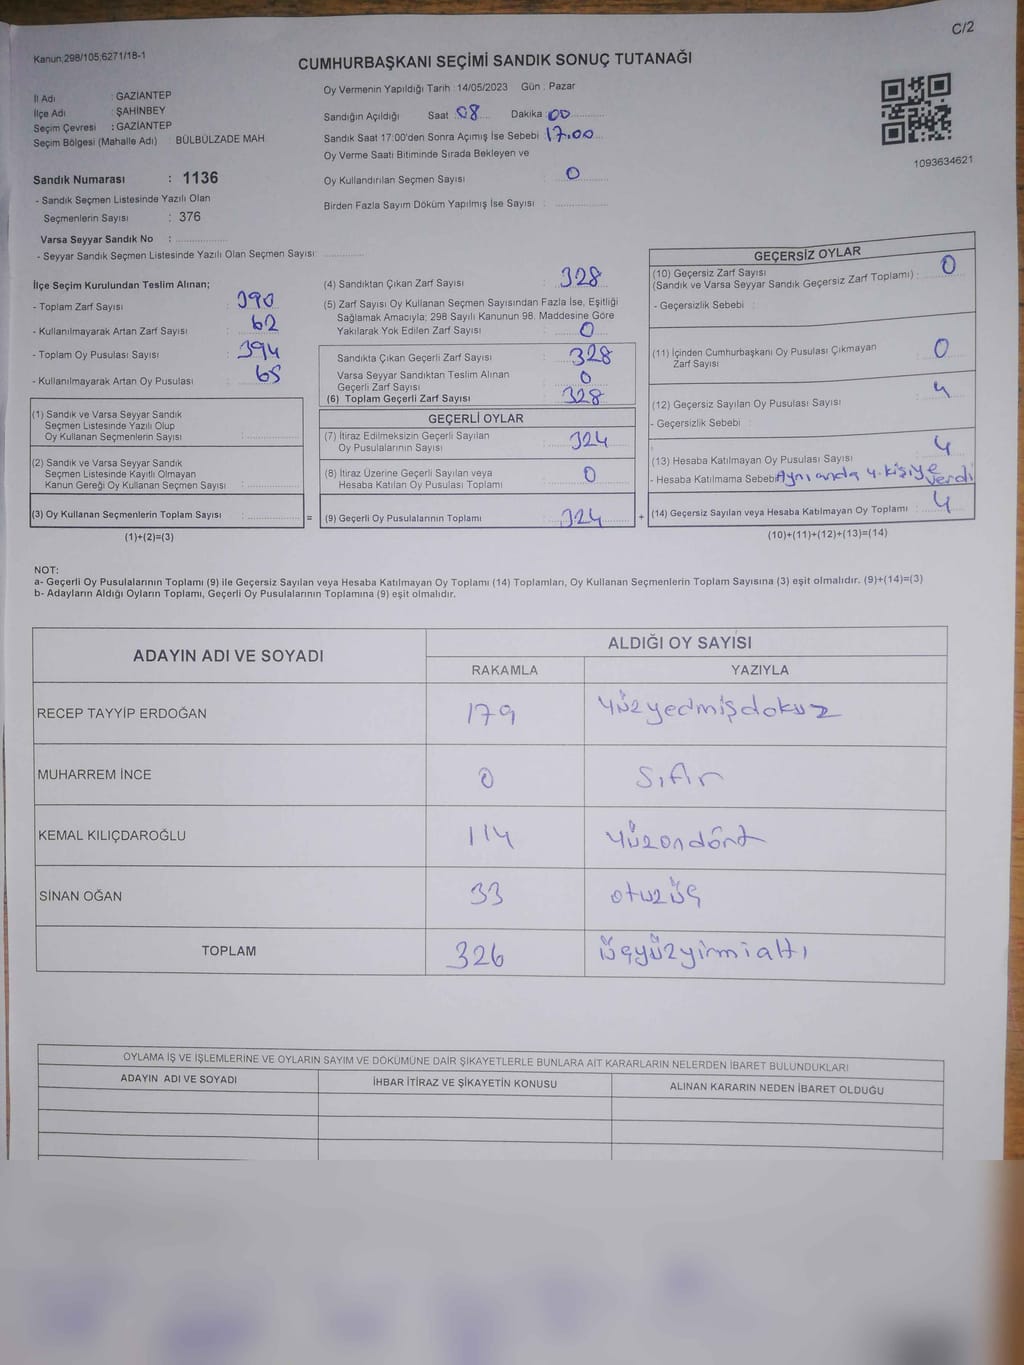 C/2
Kanun,298/105,6271/18-1
CUMHURBAŞKANI SEÇİMİ SANDIK SONUÇ TUTANAĞI
İl Adı : GAZİANTEP
İlçe Adı : ŞAHİNBEY
Seçim Çevresi : GAZİANTEP
Seçim Bölgesi (Mahalle Adı) : BÜLBÜLZADE MAH.
Sandık Numarası : 1136
- Sandık Seçmen Listesinde Yazılı Olan
Seçmenlerin Sayısı : 376
Varsa Seyyar Sandık No :
- Seyyar Sandık Seçmen Listesinde Yazılı Olan Seçmen Sayısı:
Oy Vermenin Yapıldığı Tarih : 14/05/2023 Gün : Pazar
Sandığın Açıldığı Saat : 08 Dakika : 00
Sandık Saat 17:00'den Sonra Açımış İse Sebebi : 17.00
Oy Verme Saati Bitiminde Sırada Bekleyen ve
Oy Kullandırılan Seçmen Sayısı : 0
Birden Fazla Sayım Döküm Yapılmış İse Sayısı :
1093634621
İlçe Seçim Kurulundan Teslim Alınan;
- Toplam Zarf Sayısı : 390
- Kullanılmayarak Artan Zarf Sayısı : 62
- Toplam Oy Pusulası Sayısı : 394
- Kullanılmayarak Artan Oy Pusulası : 65
(1) Sandık ve Varsa Seyyar Sandık
Seçmen Listesinde Yazılı Olup
Oy Kullanan Seçmenlerin Sayısı :
(2) Sandık ve Varsa Seyyar Sandık
Seçmen Listesinde Kayıtlı Olmayan
Kanun Gereği Oy Kullanan Seçmen Sayısı :
(3) Oy Kullanan Seçmenlerin Toplam Sayısı : =
(1)+(2)=(3)
(4) Sandıktan Çıkan Zarf Sayısı : 328
(5) Zarf Sayısı Oy Kullanan Seçmen Sayısından Fazla İse, Eşitliği
Sağlamak Amacıyla; 298 Sayılı Kanunun 98. Maddesine Göre
Yakılarak Yok Edilen Zarf Sayısı : 0
Sandıkta Çıkan Geçerli Zarf Sayısı : 328
Varsa Seyyar Sandıktan Teslim Alınan
Geçerli Zarf Sayısı : 0
(6) Toplam Geçerli Zarf Sayısı : 328
GEÇERLİ OYLAR
(7) İtiraz Edilmeksizin Geçerli Sayılan
Oy Pusulalarının Sayısı : 324
(8) İtiraz Üzerine Geçerli Sayılan veya
Hesaba Katılan Oy Pusulası Toplamı : 0
(9) Geçerli Oy Pusulalarının Toplamı : 324 +
GEÇERSİZ OYLAR
(10) Geçersiz Zarf Sayısı
(Sandık ve Varsa Seyyar Sandık Geçersiz Zarf Toplamı) : 0
- Geçersizlik Sebebi :
(11) İçinden Cumhurbaşkanı Oy Pusulası Çıkmayan
Zarf Sayısı : 0
(12) Geçersiz Sayılan Oy Pusulası Sayısı : 4
- Geçersizlik Sebebi :
(13) Hesaba Katılmayan Oy Pusulası Sayısı : 4
- Hesaba Katılmama Sebebi: Aynı anda 4 kişiye verdi
(14) Geçersiz Sayılan veya Hesaba Katılmayan Oy Toplamı : 4
(10)+(11)+(12)+(13)=(14)
NOT:
a- Geçerli Oy Pusulalarının Toplamı (9) ile Geçersiz Sayılan veya Hesaba Katılmayan Oy Toplamı (14) Toplamları, Oy Kullanan Seçmenlerin Toplam Sayısına (3) eşit olmalıdır. (9)+(14)=(3)
b- Adayların Aldığı Oyların Toplamı, Geçerli Oy Pusulalarının Toplamına (9) eşit olmalıdır.
ADAYIN ADI VE SOYADI ALDIĞI OY SAYISI
RAKAMLA YAZIYLA
RECEP TAYYİP ERDOĞAN 179 yüzyedmişdokuz
MUHARREM İNCE 0 Sıfır
KEMAL KILIÇDAROĞLU 114 yüzondört
SİNAN OĞAN 33 otuzüç
TOPLAM 326 üçyüzyirmialtı
OYLAMA İŞ VE İŞLEMLERİNE VE OYLARIN SAYIM VE DÖKÜMÜNE DAİR ŞİKAYETLERLE BUNLARA AİT KARARLARIN NELERDEN İBARET BULUNDUKLARI
ADAYIN ADI VE SOYADI İHBAR İTİRAZ VE ŞİKAYETİN KONUSU ALINAN KARARIN NEDEN İBARET OLDUĞU